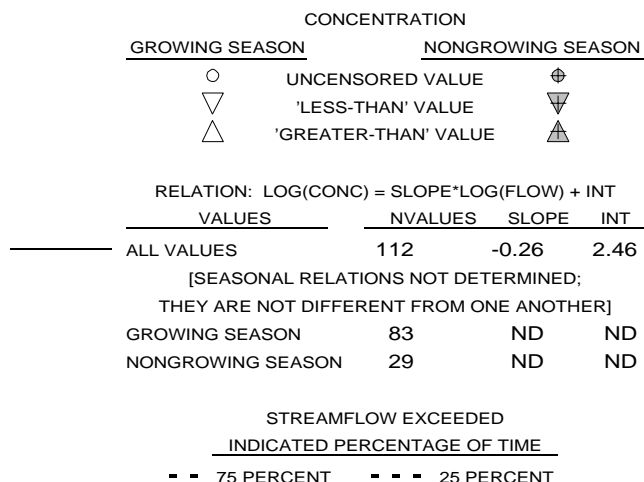 CONCENTRATION
GROWING SEASON NONGROWING SEASON
UNCENSORED VALUE
'LESS-THAN' VALUE
'GREATER-THAN' VALUE
RELATION: LOG(CONC) = SLOPE*LOG(FLOW) + INT
VALUES NVALUES SLOPE INT
ALL VALUES 112 -0.26 2.46
[SEASONAL RELATIONS NOT DETERMINED;
THEY ARE NOT DIFFERENT FROM ONE ANOTHER]
GROWING SEASON 83 ND ND
NONGROWING SEASON 29 ND ND
STREAMFLOW EXCEEDED
INDICATED PERCENTAGE OF TIME
75 PERCENT 25 PERCENT